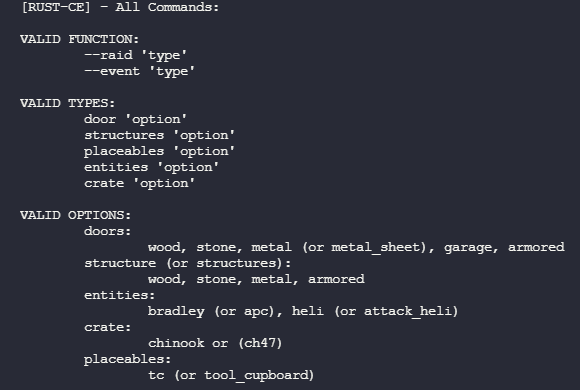 [RUST-CE] - All Commands:
VALID FUNCTION:
--raid 'type'
--event 'type'
VALID TYPES:
door 'option'
structures 'option'
placeables 'option'
entities 'option'
crate 'option'
VALID OPTIONS:
doors:
wood, stone, metal (or metal_sheet), garage, armored
structure (or structures):
wood, stone, metal, armored
entities:
bradley (or apc), heli (or attack_heli)
crate:
chinook or (ch47)
placeables:
tc (or tool_cupboard)